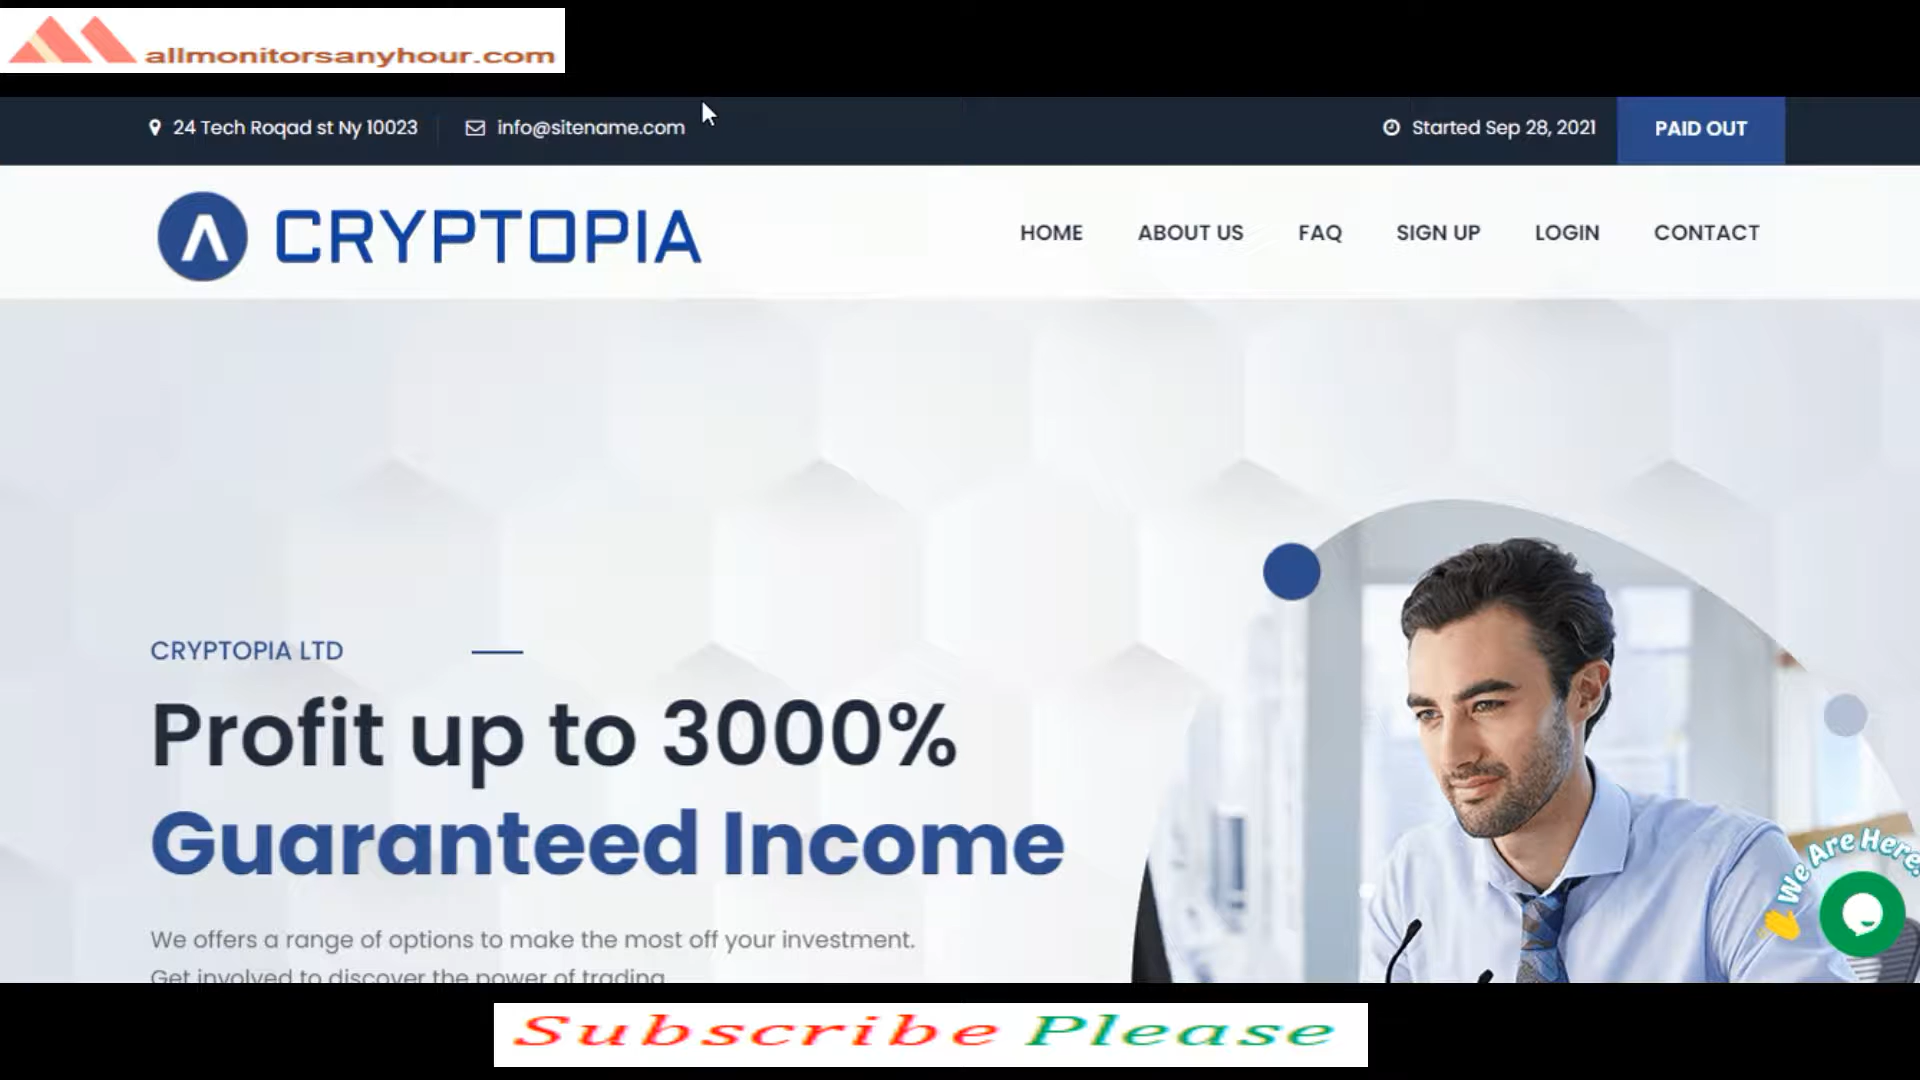 allmonitorsanyhour.com
24 Tech Roqad st Ny 10023
info@sitename.com
Started Sep 28, 2021
PAID OUT
CRYPTOPIA
HOME
ABOUT US
FAQ
SIGN UP
LOGIN
CONTACT
CRYPTOPIA LTD
Profit up to 3000%
Guaranteed Income
We offers a range of options to make the most off your investment.
Get involved to discover the power of trading
We Are Here!
Subscribe Please